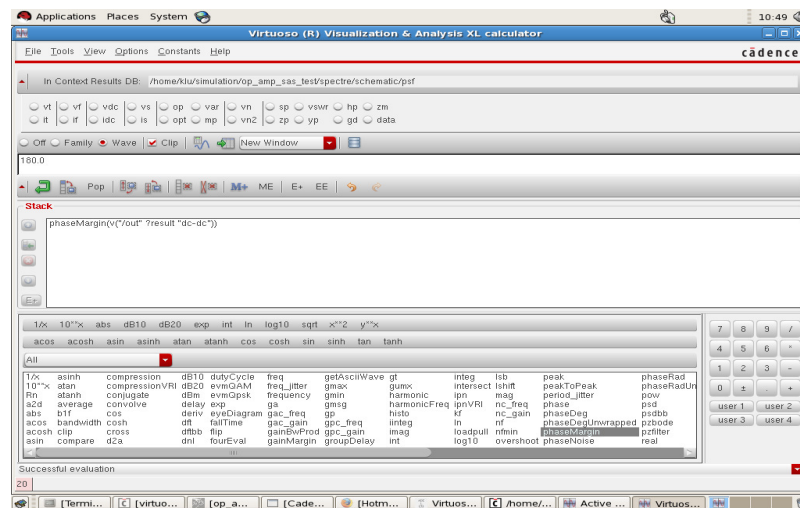 Applications Places System 10:49
Virtuoso (R) Visualization & Analysis XL calculator
File Tools View Options Constants Help cādence
In Context Results DB: /home/klu/simulation/op_amp_sas_test/spectre/schematic/psf
vt vf vdc vs op var vn sp vswr hp zm
it if idc is opt mp vn2 zp yp gd data
Off Family Wave Clip New Window
180.0
Pop M+ ME E+ EE
Stack
phaseMargin(v("/out" ?result "dc-dc"))
E+
1/x 10**x abs dB10 dB20 exp int ln log10 sqrt x**2 y**x
acos acosh asin asinh atan atanh cos cosh sin sinh tan tanh
All
1/x asinh compression dB10 dutyCycle freq getAsciiWave gt integ lsb peak phaseRad
10**x atan compressionVRI dB20 evmQAM freq_jitter gmax gumx intersect lshift peakToPeak phaseRadUn
Rn atanh conjugate dBm evmQpsk frequency gmin harmonic ipn mag period_jitter pow
a2d average convolve delay exp ga gmsg harmonicFreq ipnVRI nc_freq phase psd
abs b1f cos deriv eyeDiagram gac_freq gp histo kf nc_gain phaseDeg psdbb
acos bandwidth cosh dft fallTime gac_gain gpc_freq iinteg ln nf phaseDegUnwrapped pzbode
acosh clip cross dftbb flip gainBwProd gpc_gain imag loadpull nfmin phaseMargin pzfilter
asin compare d2a dnl fourEval gainMargin groupDelay int log10 overshoot phaseNoise real
7 8 9 /
4 5 6 *
1 2 3 -
0 ± . +
user 1 user 2
user 3 user 4
Successful evaluation
20
[Termi... [virtuo... [op_a... [Cade... [Hotm... Virtuos... /home/... Active ... Virtuos...